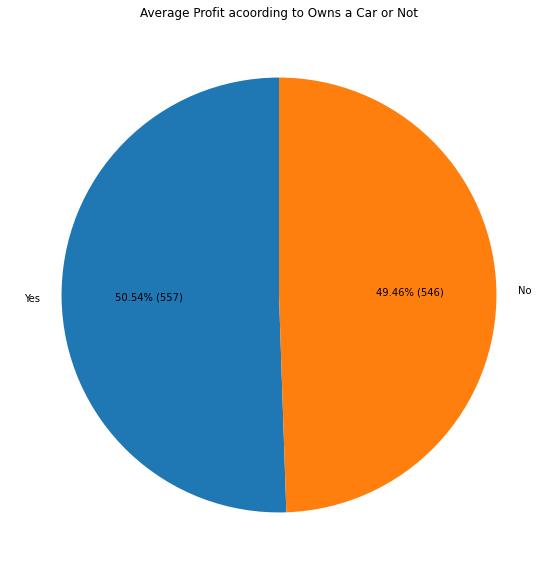 Average Profit acoording to Owns a Car or Not
Yes
50.54% (557)
49.46% (546)
No